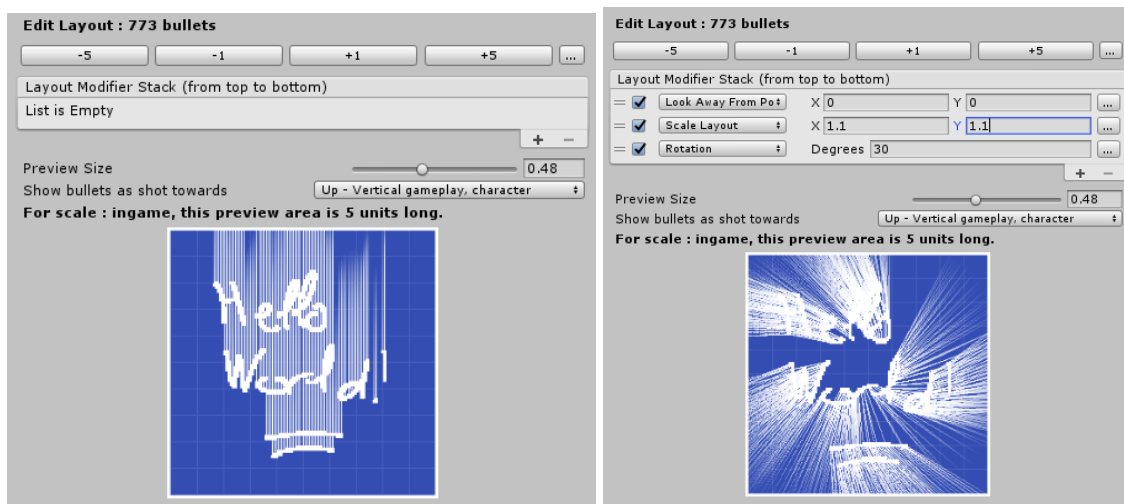 Edit Layout : 773 bullets
-5 -1 +1 +5 ...
Layout Modifier Stack (from top to bottom)
List is Empty
+ −
Preview Size 0.48
Show bullets as shot towards Up - Vertical gameplay, character
For scale : ingame, this preview area is 5 units long.
Hello
World!
Edit Layout : 773 bullets
-5 -1 +1 +5 ...
Layout Modifier Stack (from top to bottom)
Look Away From Po X 0 Y 0 ...
Scale Layout X 1.1 Y 1.1 ...
Rotation Degrees 30 ...
+ −
Preview Size 0.48
Show bullets as shot towards Up - Vertical gameplay, character
For scale : ingame, this preview area is 5 units long.
Hello
World!